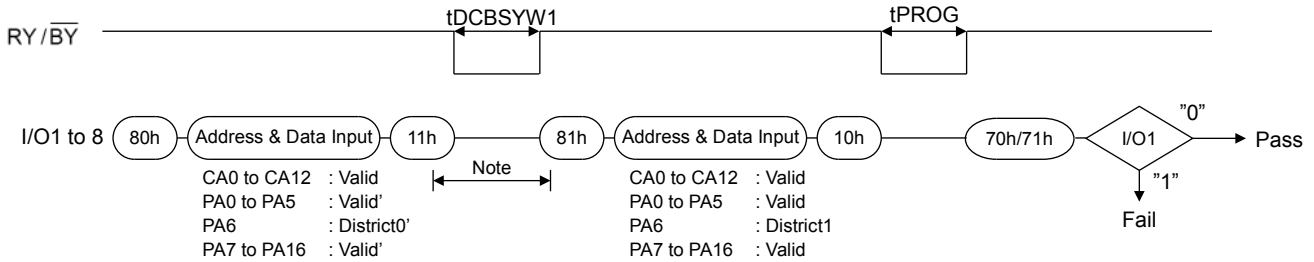 tDCBSYW1
tPROG
RY/BY
I/O1 to 8
80h
Address & Data Input
11h
81h
Address & Data Input
10h
70h/71h
I/O1
"0"
Pass
"1"
Fail
Note
CA0 to CA12 : Valid
PA0 to PA5 : Valid’
PA6 : District0’
PA7 to PA16 : Valid’
CA0 to CA12 : Valid
PA0 to PA5 : Valid
PA6 : District1
PA7 to PA16 : Valid